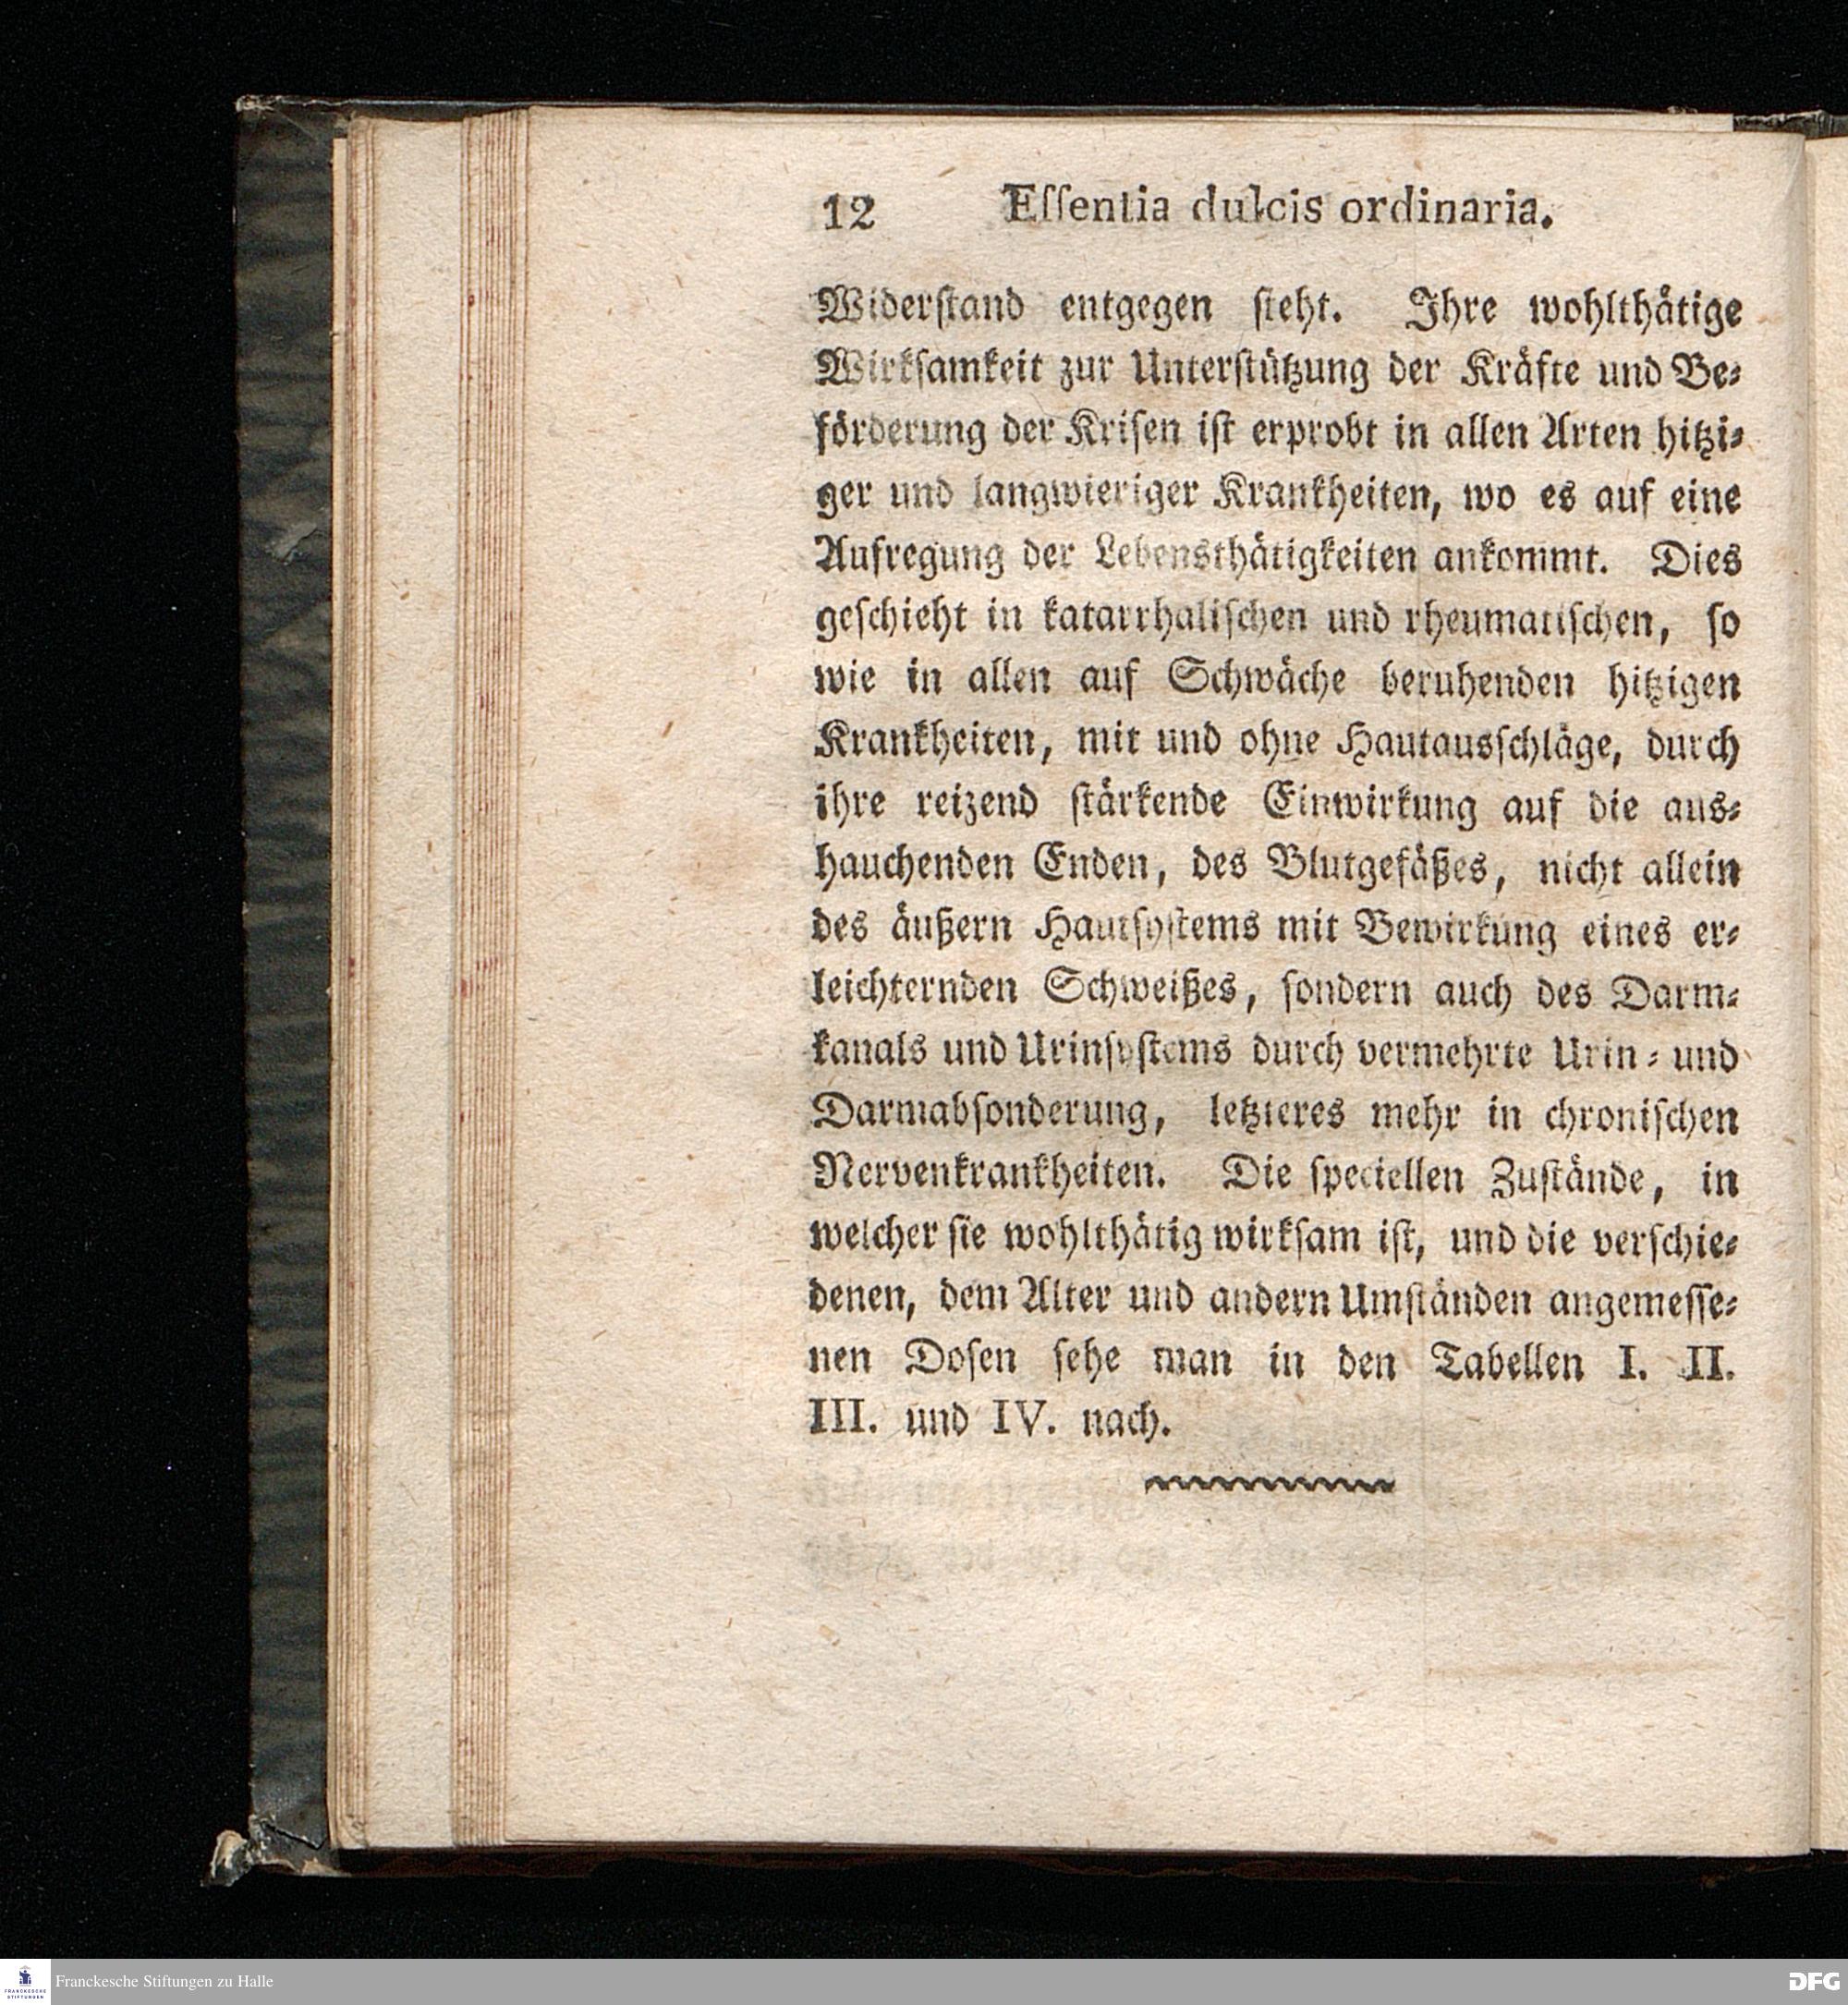 12 Eſſentia dulcis ordinaria.
Widerſtand entgegen ſteht. Ihre wohlthätige
Wirkſamkeit zur Unterſtützung der Kräfte und Be⸗
förderung der Kriſen iſt erprobt in allen Arten hitzi⸗
ger und langwieriger Krankheiten, wo es auf eine
Aufregung der Lebensthätigkeiten ankommt. Dies
geſchieht in katarrhaliſchen und rheumatiſchen, ſo
wie in allen auf Schwäche beruhenden hitzigen
Krankheiten, mit und ohne Hautausſchläge, durch
ihre reizend ſtärkende Einwirkung auf die aus⸗
hauchenden Enden, des Blutgefäßes, nicht allein
des äußern Hautſyſtems mit Bewirkung eines er⸗
leichternden Schweißes, ſondern auch des Darm⸗
kanals und Urinſyſtems durch vermehrte Urin⸗ und
Darmabſonderung, letzteres mehr in chroniſchen
Nervenkrankheiten. Die ſpeciellen Zuſtände, in
welcher ſie wohlthätig wirkſam iſt, und die verſchie⸗
denen, dem Alter und andern Umſtänden angemeſſe⸗
nen Doſen ſehe man in den Tabellen I. II.
III. und IV. nach.
FRANCKESCHE
STIFTUNGEN
Franckesche Stiftungen zu Halle
DFG